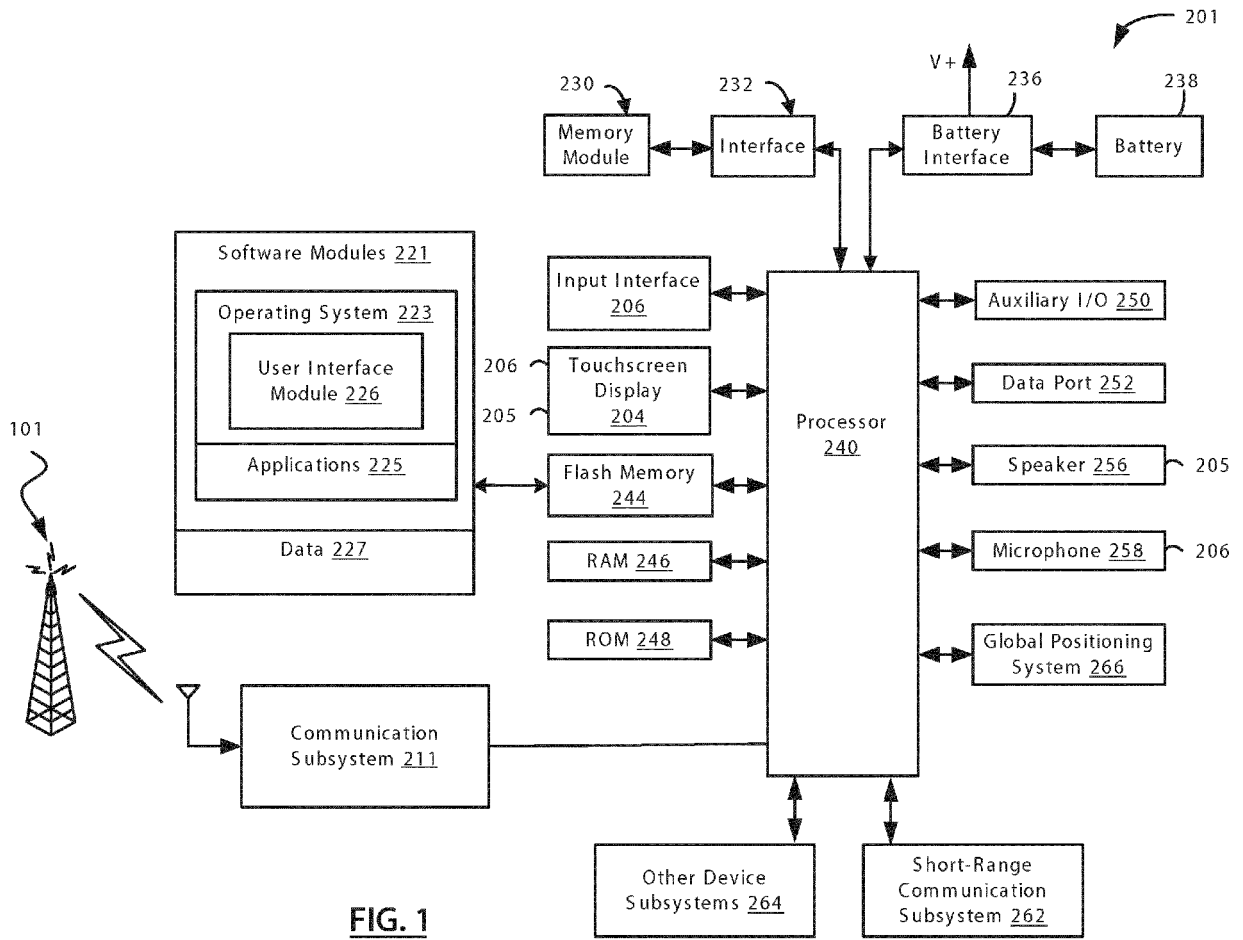 201
V+
230
232
236
238
Memory
Module
Interface
Battery
Interface
Battery
Software Modules 221
Operating System 223
User Interface
Module 226
Applications 225
Data 227
Input Interface
206
206
205
Touchscreen
Display
204
Flash Memory
244
RAM 246
ROM 248
Processor
240
Auxiliary I/O 250
Data Port 252
Speaker 256
205
Microphone 258
206
Global Positioning
System 266
101
Communication
Subsystem 211
Other Device
Subsystems 264
Short-Range
Communication
Subsystem 262
FIG. 1